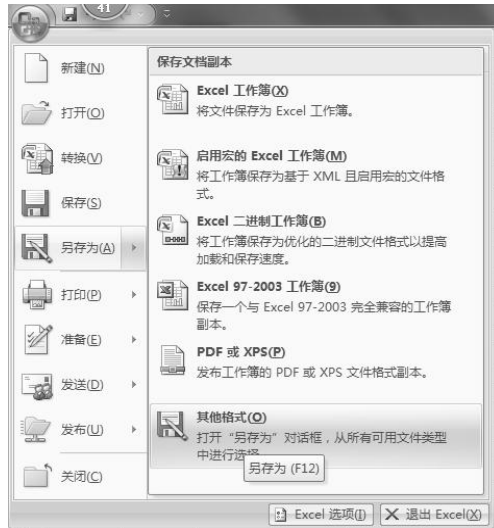 41
新建(N)
打开(O)
转换(V)
保存(S)
另存为(A)
打印(P)
准备(E)
发送(D)
发布(U)
关闭(C)
保存文档副本
Excel 工作簿(X)
将文件保存为 Excel 工作簿。
启用宏的 Excel 工作簿(M)
将工作簿保存为基于 XML 且启用宏的文件格
式。
Excel 二进制工作簿(B)
将工作簿保存为优化的二进制文件格式以提高
加载和保存速度。
Excel 97-2003 工作簿(9)
保存一个与 Excel 97-2003 完全兼容的工作簿
副本。
PDF 或 XPS(P)
发布工作簿的 PDF 或 XPS 文件格式副本。
其他格式(O)
打开“另存为”对话框，从所有可用文件类型
中进行选择
另存为 (F12)
Excel 选项(I)
退出 Excel(X)